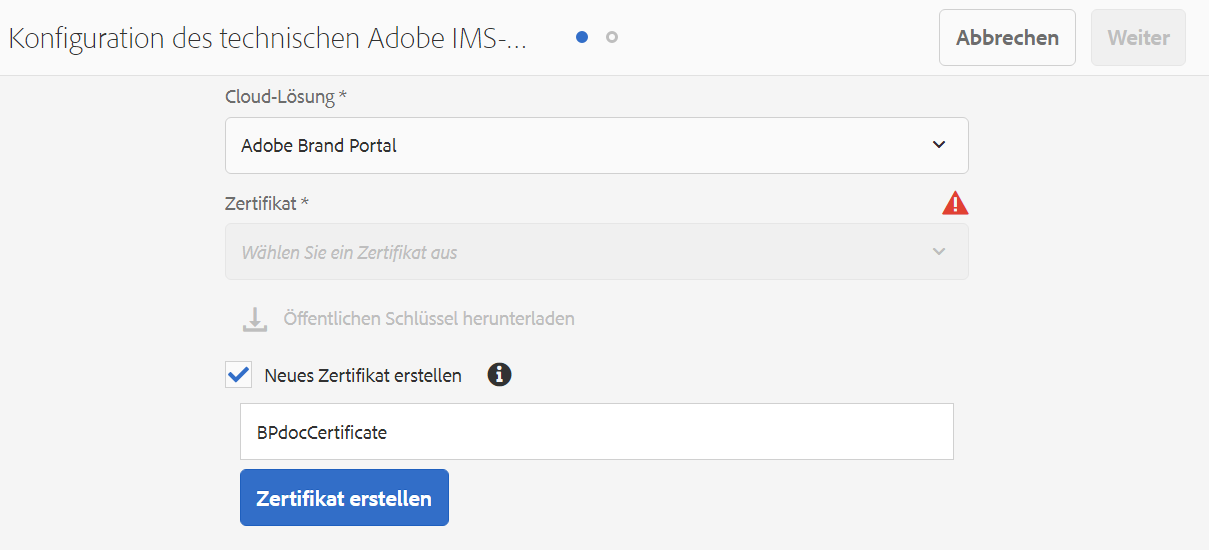 Konfiguration des technischen Adobe IMS-...
Abbrechen
Weiter
Cloud-Lösung *
Adobe Brand Portal
Zertifikat *
Wählen Sie ein Zertifikat aus
Öffentlichen Schlüssel herunterladen
Neues Zertifikat erstellen
BPdocCertificate
Zertifikat erstellen